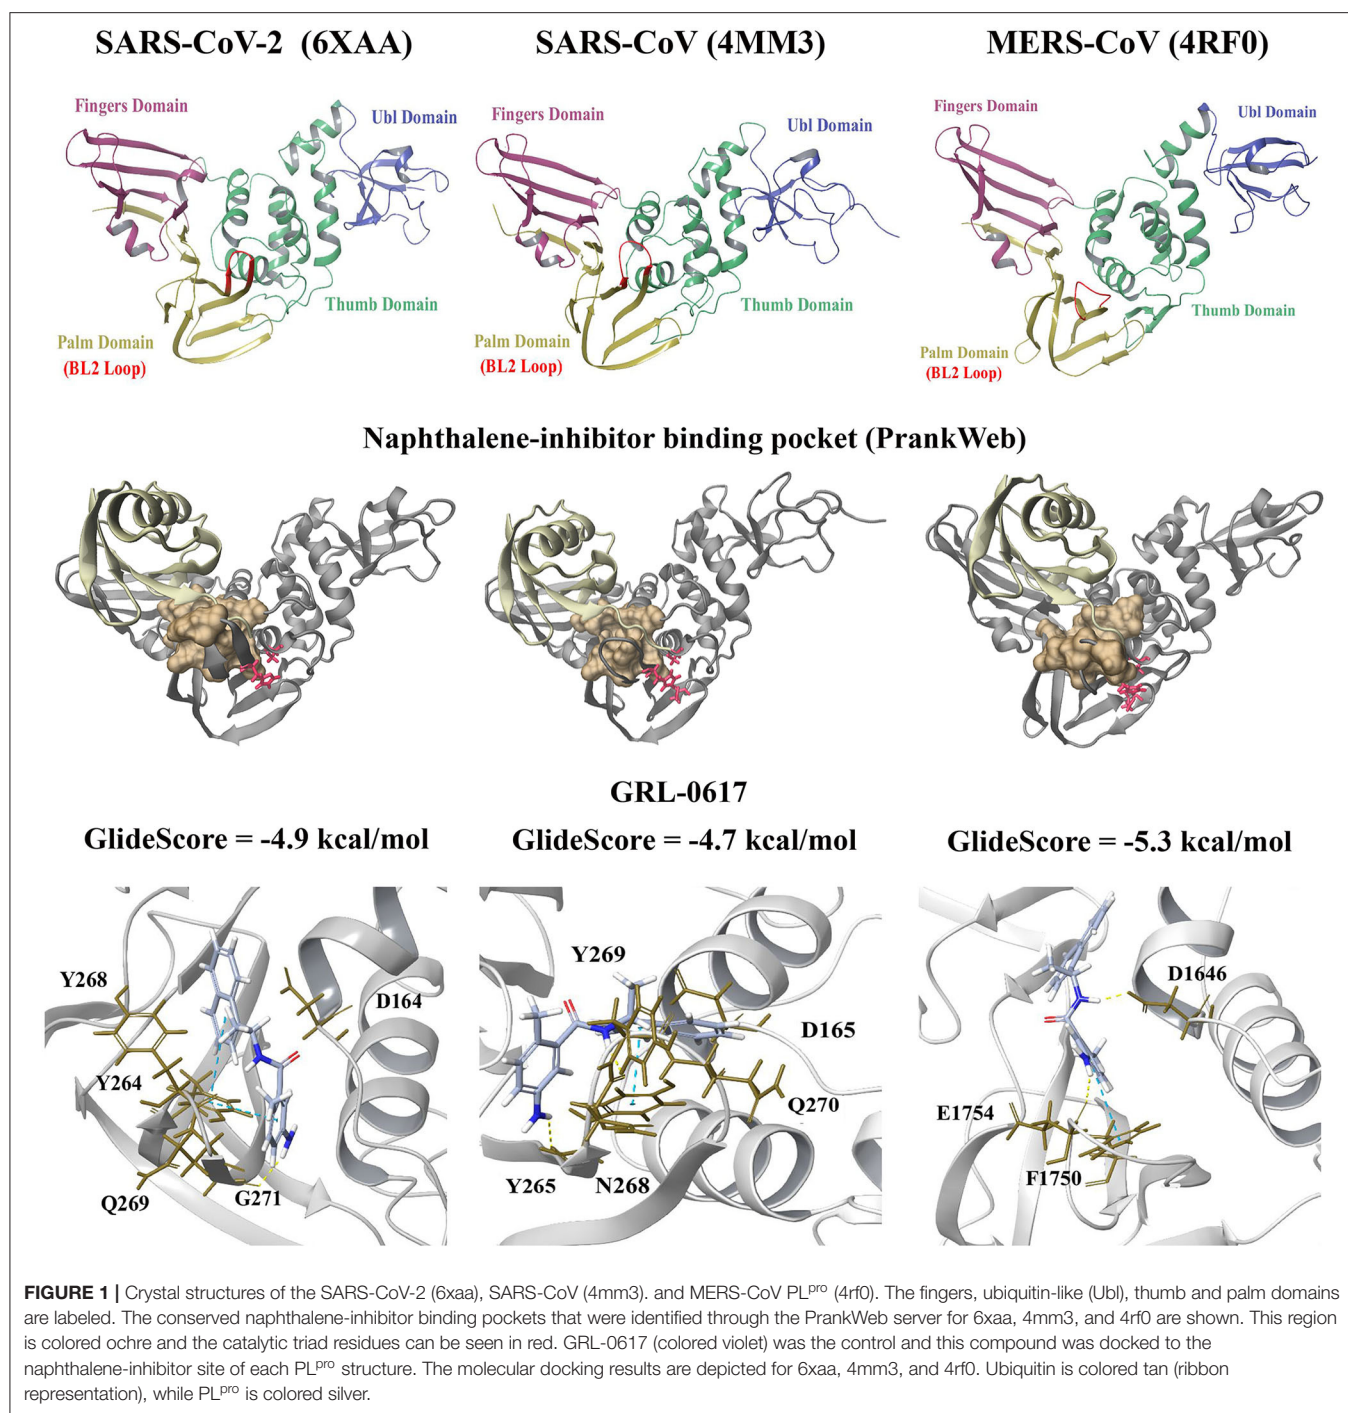 SARS-CoV-2 (6XAA)
SARS-CoV (4MM3)
MERS-CoV (4RF0)
Fingers Domain
Ubl Domain
Thumb Domain
Palm Domain
(BL2 Loop)
Fingers Domain
Ubl Domain
Thumb Domain
Palm Domain
(BL2 Loop)
Fingers Domain
Ubl Domain
Thumb Domain
Palm Domain
(BL2 Loop)
Naphthalene-inhibitor binding pocket (PrankWeb)
GRL-0617
GlideScore = -4.9 kcal/mol
GlideScore = -4.7 kcal/mol
GlideScore = -5.3 kcal/mol
Y268
D164
Y264
Q269
G271
Y269
D165
Q270
Y265
N268
D1646
E1754
F1750
FIGURE 1 | Crystal structures of the SARS-CoV-2 (6xaa), SARS-CoV (4mm3). and MERS-CoV PLpro (4rf0). The fingers, ubiquitin-like (Ubl), thumb and palm domains
are labeled. The conserved naphthalene-inhibitor binding pockets that were identified through the PrankWeb server for 6xaa, 4mm3, and 4rf0 are shown. This region
is colored ochre and the catalytic triad residues can be seen in red. GRL-0617 (colored violet) was the control and this compound was docked to the
naphthalene-inhibitor site of each PLpro structure. The molecular docking results are depicted for 6xaa, 4mm3, and 4rf0. Ubiquitin is colored tan (ribbon
representation), while PLpro is colored silver.